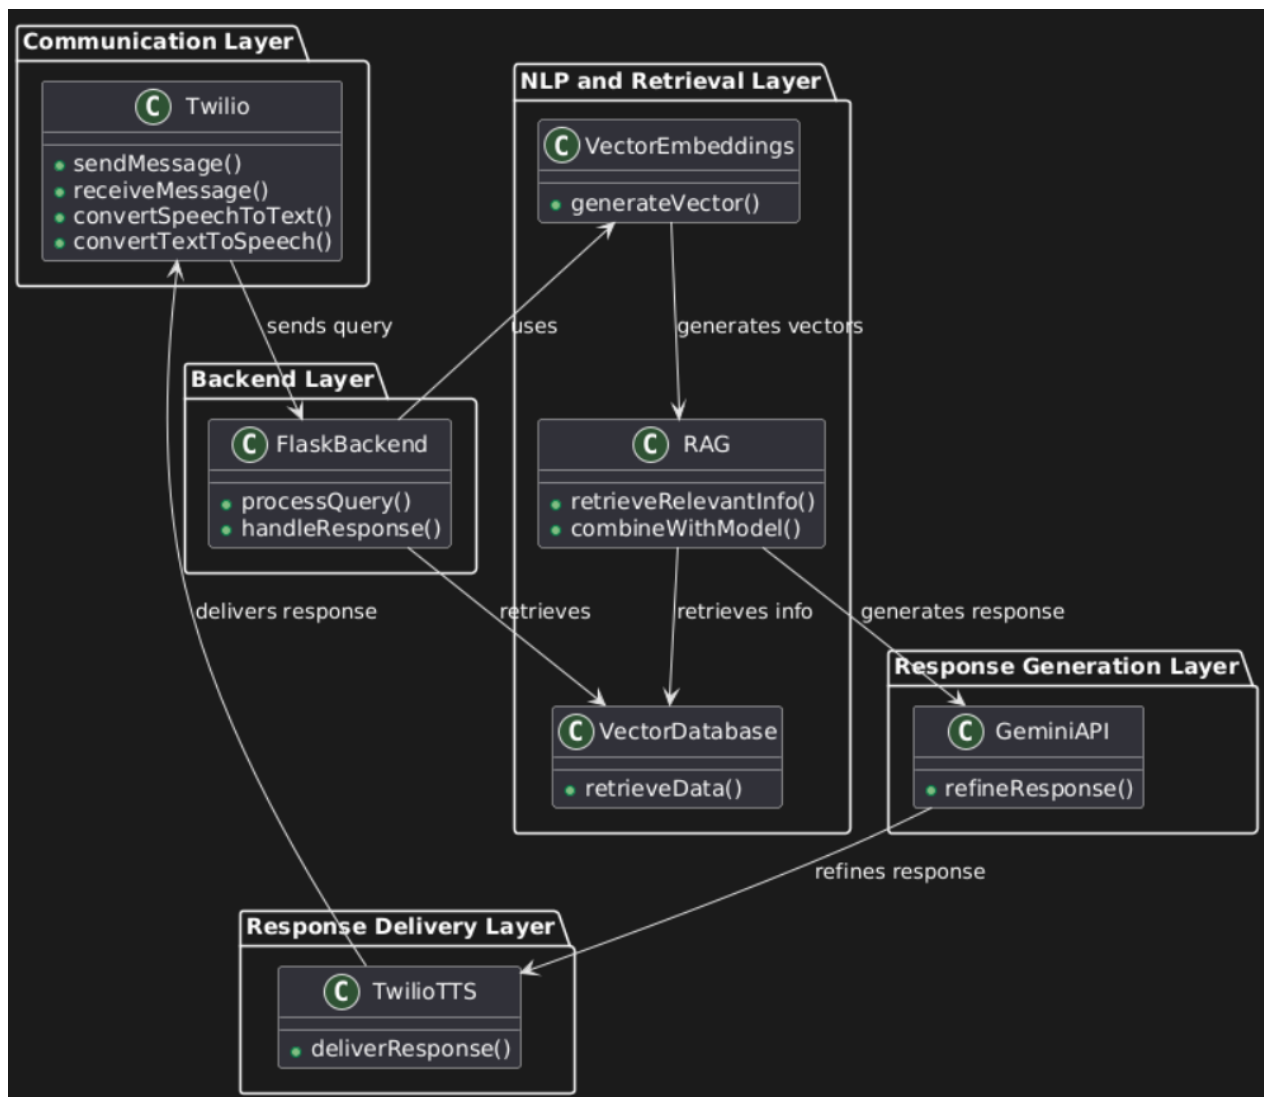 Communication Layer
C Twilio
sendMessage()
receiveMessage()
convertSpeechToText()
convertTextToSpeech()
NLP and Retrieval Layer
C VectorEmbeddings
generateVector()
sends query
uses
generates vectors
Backend Layer
C FlaskBackend
processQuery()
handleResponse()
C RAG
retrieveRelevantInfo()
combineWithModel()
delivers response
retrieves
retrieves info
generates response
C VectorDatabase
retrieveData()
Response Generation Layer
C GeminiAPI
refineResponse()
refines response
Response Delivery Layer
C TwilioTTS
deliverResponse()